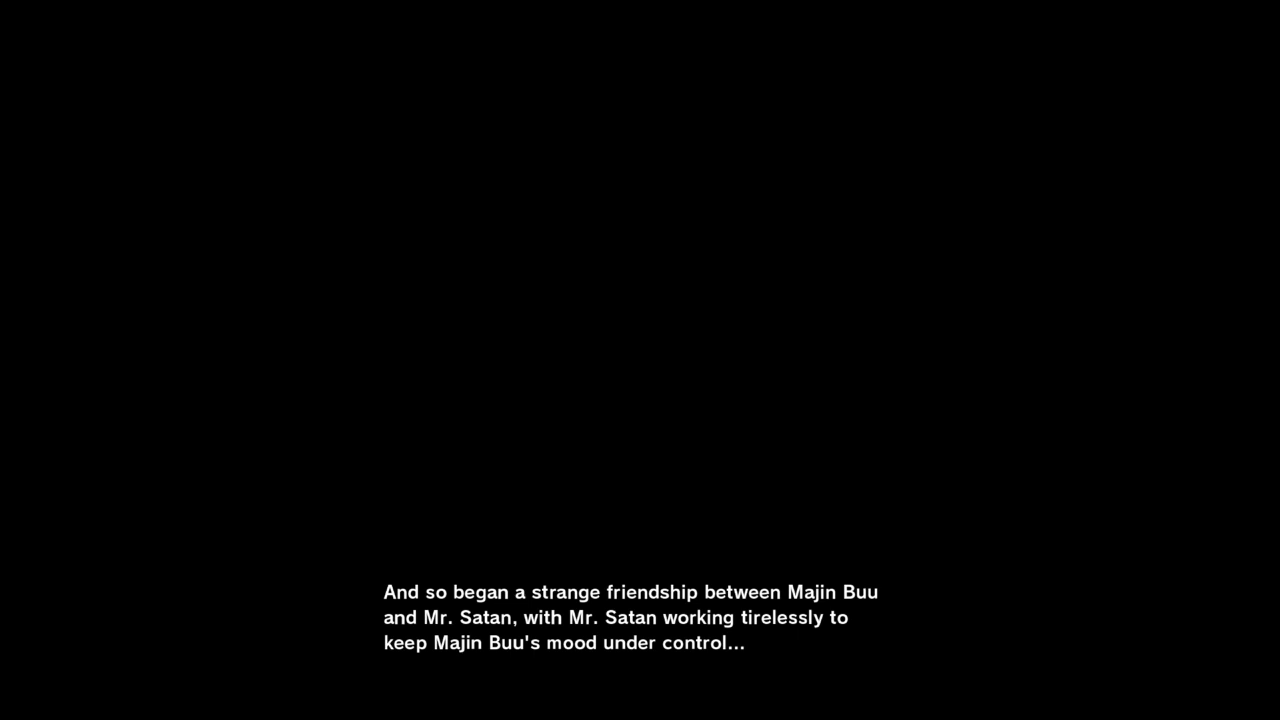 And so began a strange friendship between Majin Buu
and Mr. Satan, with Mr. Satan working tirelessly to
keep Majin Buu's mood under control...